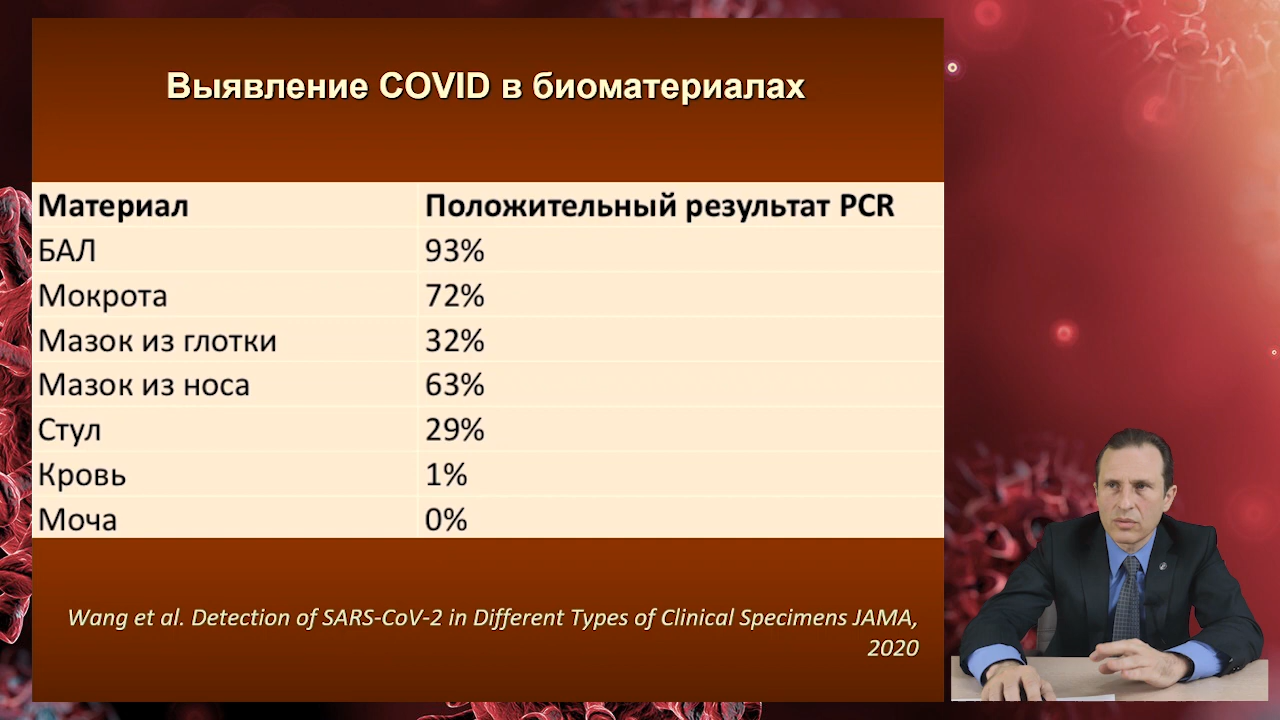 Выявление COVID в биоматериалах
Материал Положительный результат PCR
БАЛ 93%
Мокрота 72%
Мазок из глотки 32%
Мазок из носа 63%
Стул 29%
Кровь 1%
Моча 0%
Wang et al. Detection of SARS-CoV-2 in Different Types of Clinical Specimens JAMA,
2020